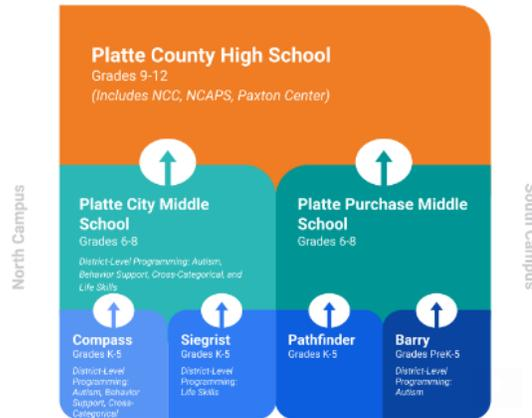 Platte County High School
Grades 9-12
(Includes NCC, NCAPS, Paxton Center)
North Campus
South Campus
Platte City Middle
School
Grades 6-8
District-Level Programming: Autism,
Behavior Support, Cross-Categorical, and
Life Skills
Platte Purchase Middle
School
Grades 6-8
Compass
Grades K-5
District-Level
Programming:
Autism, Behavior
Support, Cross-
Categorical
Siegrist
Grades K-5
District-Level
Programming:
Life Skills
Pathfinder
Grades K-5
Barry
Grades PreK-5
District-Level
Programming:
Autism